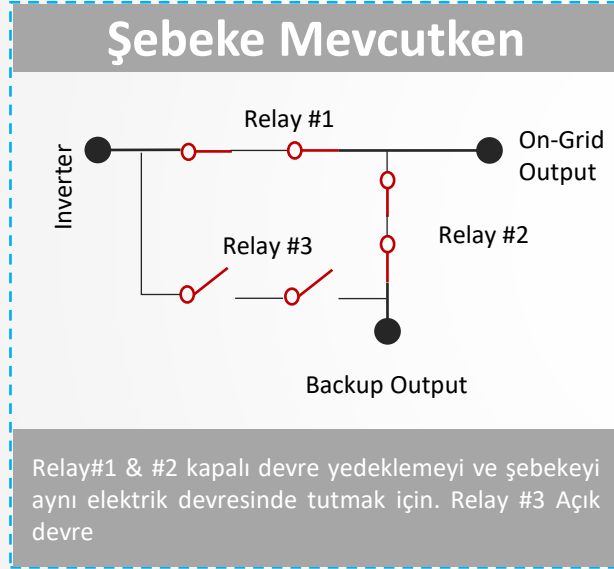 Şebeke Mevcutken
Relay #1
On-Grid
Output
Inverter
Relay #3
Relay #2
Backup Output
Relay#1 & #2 kapalı devre yedeklemeyi ve şebekeyi
aynı elektrik devresinde tutmak için. Relay #3 Açık
devre